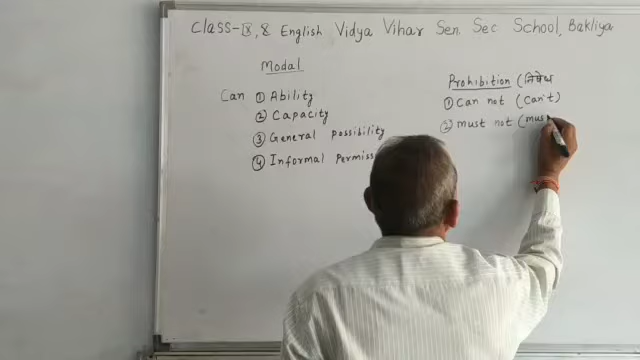 Class-IX, 8 English Vidya Vihar Sen. Sec School, Bakliya
Modal
Can ① Ability
② Capacity
③ General possibility
④ Informal Permiss
Prohibition (निषेध
① Can not (Can't)
② must not (mus